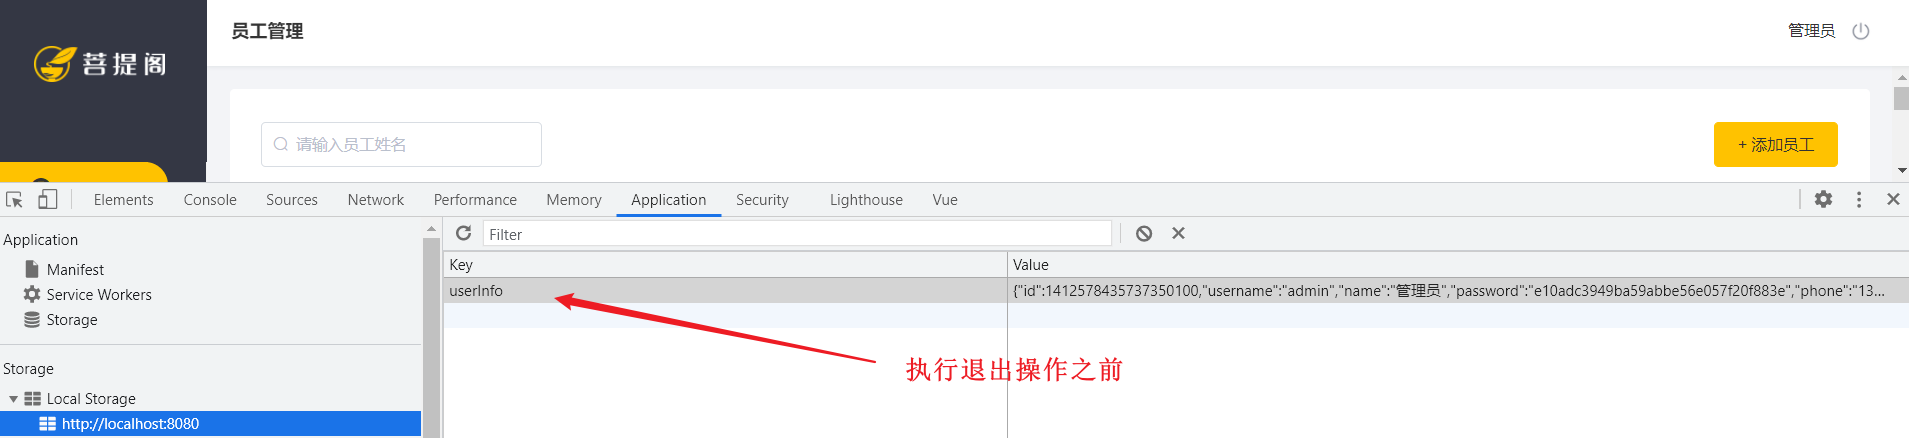 员工管理
管理员
菩提阁
请输入员工姓名
+ 添加员工
Elements Console Sources Network Performance Memory Application Security Lighthouse Vue
Application
Filter
Manifest
Key Value
Service Workers
userInfo {"id":1412578435737350100,"username":"admin","name":"管理员","password":"e10adc3949ba59abbe56e057f20f883e","phone":"13...
Storage
执行退出操作之前
Storage
Local Storage
http://localhost:8080